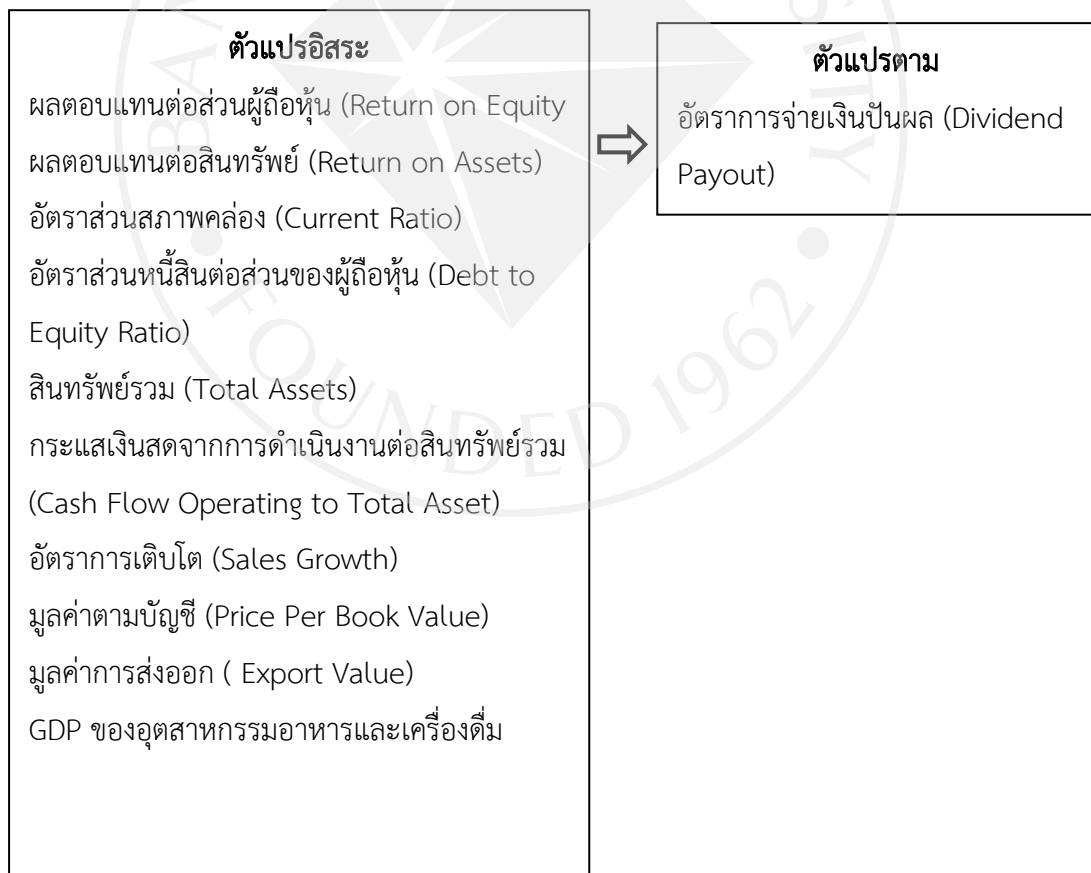 ตัวแปรอิสระ
ผลตอบแทนต่อส่วนผู้ถือหุ้น (Return on Equity
ผลตอบแทนต่อสินทรัพย์ (Return on Assets)
อัตราส่วนสภาพคล่อง (Current Ratio)
อัตราส่วนหนี้สินต่อส่วนของผู้ถือหุ้น (Debt to
Equity Ratio)
สินทรัพย์รวม (Total Assets)
กระแสเงินสดจากการดำเนินงานต่อสินทรัพย์รวม
(Cash Flow Operating to Total Asset)
อัตราการเติบโต (Sales Growth)
มูลค่าตามบัญชี (Price Per Book Value)
มูลค่าการส่งออก ( Export Value)
GDP ของอุตสาหกรรมอาหารและเครื่องดื่ม
ตัวแปรตาม
อัตราการจ่ายเงินปันผล (Dividend
Payout)
FOUNDED 1962